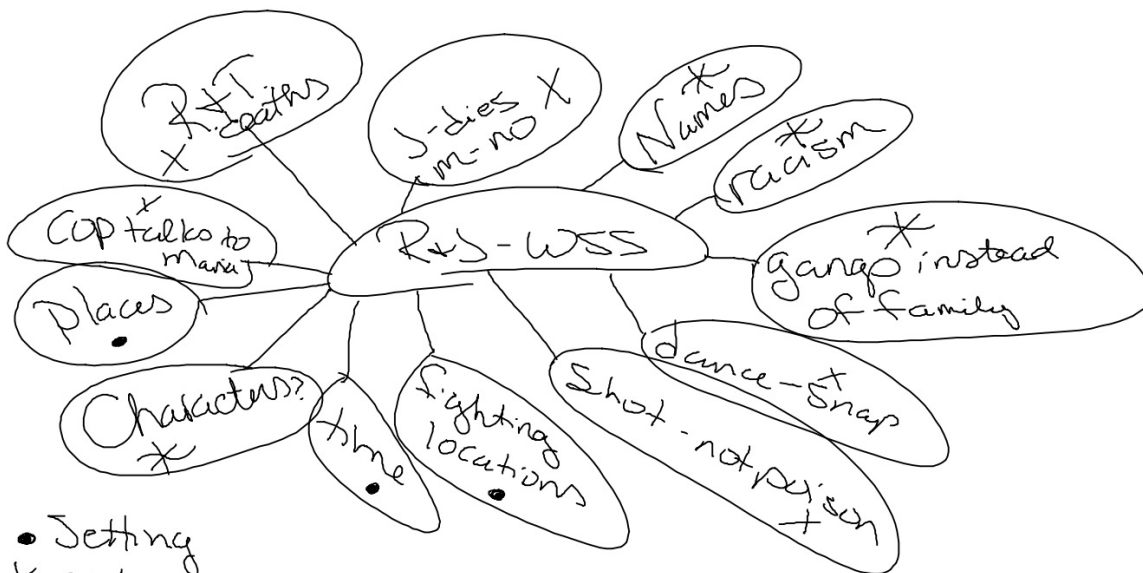 R & T
deaths
X
J-dies X
m-no
*
Names
*
racism
x
COP talks to
maria
R+J-WSS
*
gangs instead
of family
places
•
dance-snap
x
Characters?
*
time
•
fighting
locations
•
Shot-not poison
x
• Setting